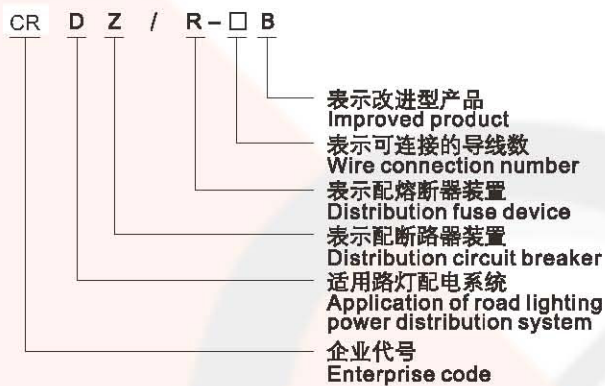 CR D Z / R – □ B
表示改进型产品
Improved product
表示可连接的导线数
Wire connection number
表示配熔断器装置
Distribution fuse device
表示配断路器装置
Distribution circuit breaker
适用路灯配电系统
Application of road lighting
power distribution system
企业代号
Enterprise code